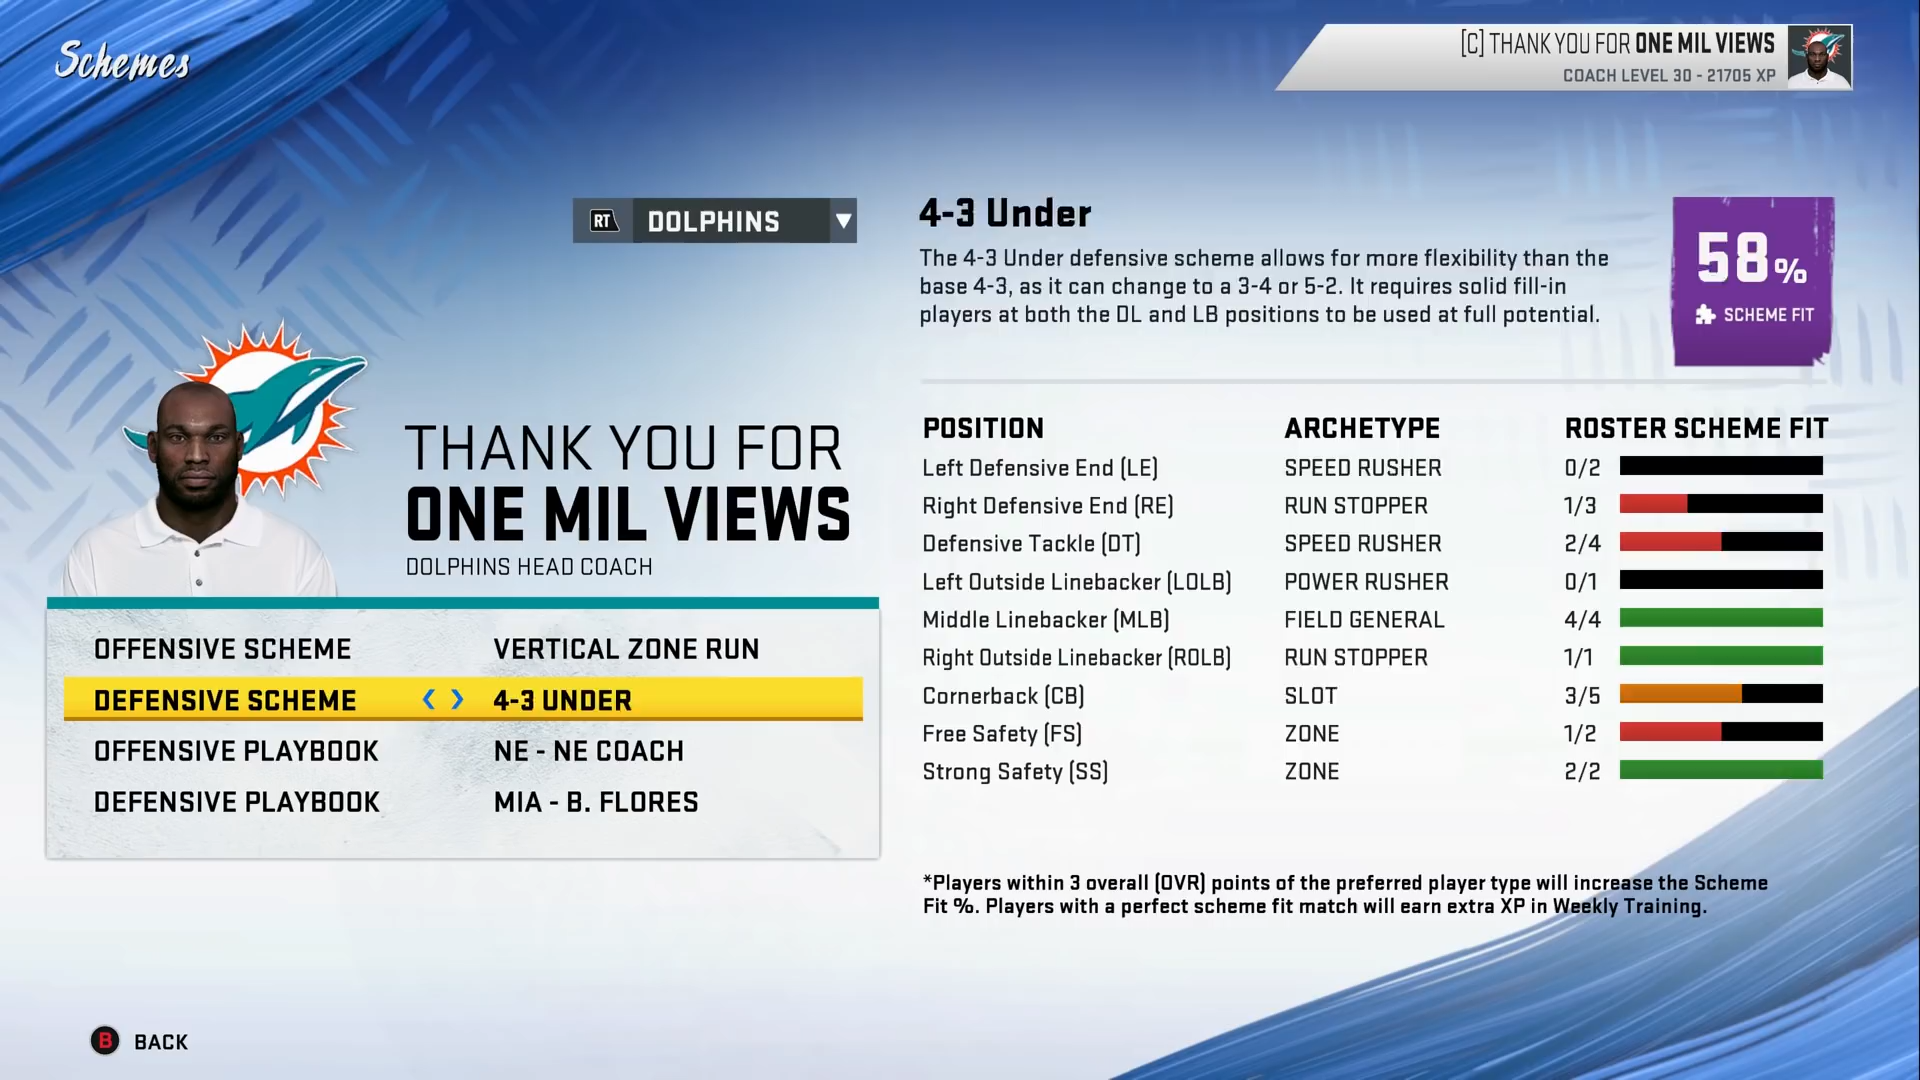 Schemes
[C] THANK YOU FOR ONE MIL VIEWS
COACH LEVEL 30 - 21705 XP
RT DOLPHINS
4-3 Under
The 4-3 Under defensive scheme allows for more flexibility than the
base 4-3, as it can change to a 3-4 or 5-2. It requires solid fill-in
players at both the DL and LB positions to be used at full potential.
58%
SCHEME FIT
THANK YOU FOR
ONE MIL VIEWS
DOLPHINS HEAD COACH
OFFENSIVE SCHEME VERTICAL ZONE RUN
DEFENSIVE SCHEME < > 4-3 UNDER
OFFENSIVE PLAYBOOK NE - NE COACH
DEFENSIVE PLAYBOOK MIA - B. FLORES
POSITION ARCHETYPE ROSTER SCHEME FIT
Left Defensive End (LE) SPEED RUSHER 0/2
Right Defensive End (RE) RUN STOPPER 1/3
Defensive Tackle (DT) SPEED RUSHER 2/4
Left Outside Linebacker (LOLB) POWER RUSHER 0/1
Middle Linebacker (MLB) FIELD GENERAL 4/4
Right Outside Linebacker (ROLB) RUN STOPPER 1/1
Cornerback (CB) SLOT 3/5
Free Safety (FS) ZONE 1/2
Strong Safety (SS) ZONE 2/2
*Players within 3 overall (OVR) points of the preferred player type will increase the Scheme
Fit %. Players with a perfect scheme fit match will earn extra XP in Weekly Training.
B BACK